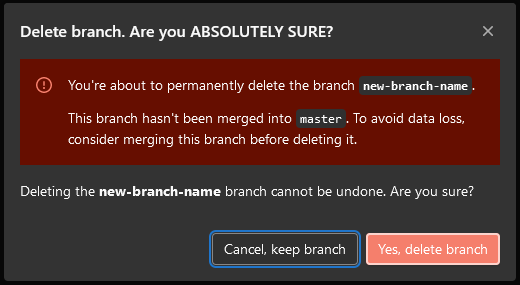 Delete branch. Are you ABSOLUTELY SURE?
You're about to permanently delete the branch new-branch-name.
This branch hasn't been merged into master. To avoid data loss,
consider merging this branch before deleting it.
Deleting the new-branch-name branch cannot be undone. Are you sure?
Cancel, keep branch
Yes, delete branch